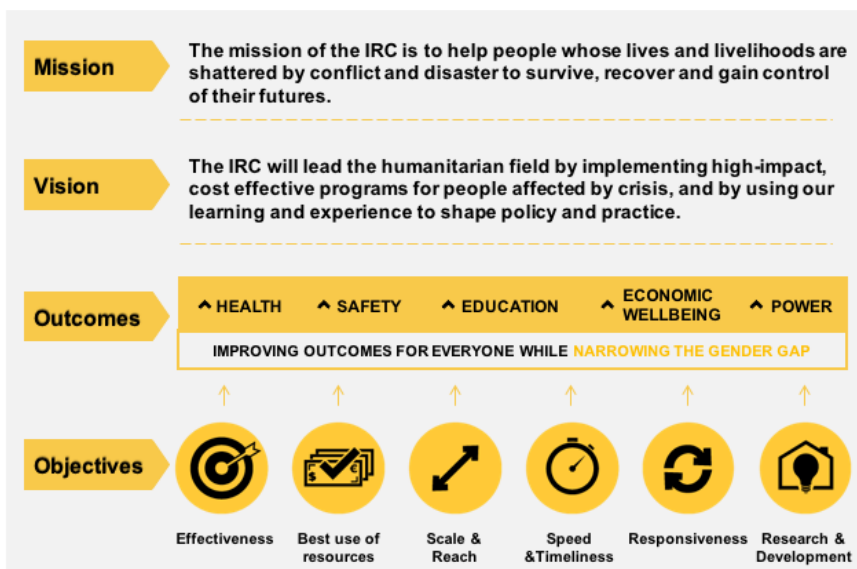 Mission
The mission of the IRC is to help people whose lives and livelihoods are
shattered by conflict and disaster to survive, recover and gain control
of their futures.
Vision
The IRC will lead the humanitarian field by implementing high-impact,
cost effective programs for people affected by crisis, and by using our
learning and experience to shape policy and practice.
Outcomes
HEALTH
SAFETY
EDUCATION
ECONOMIC
WELLBEING
POWER
IMPROVING OUTCOMES FOR EVERYONE WHILE NARROWING THE GENDER GAP
Objectives
$ €
Effectiveness
Best use of
resources
Scale &
Reach
Speed
&Timeliness
Responsiveness
Research &
Development